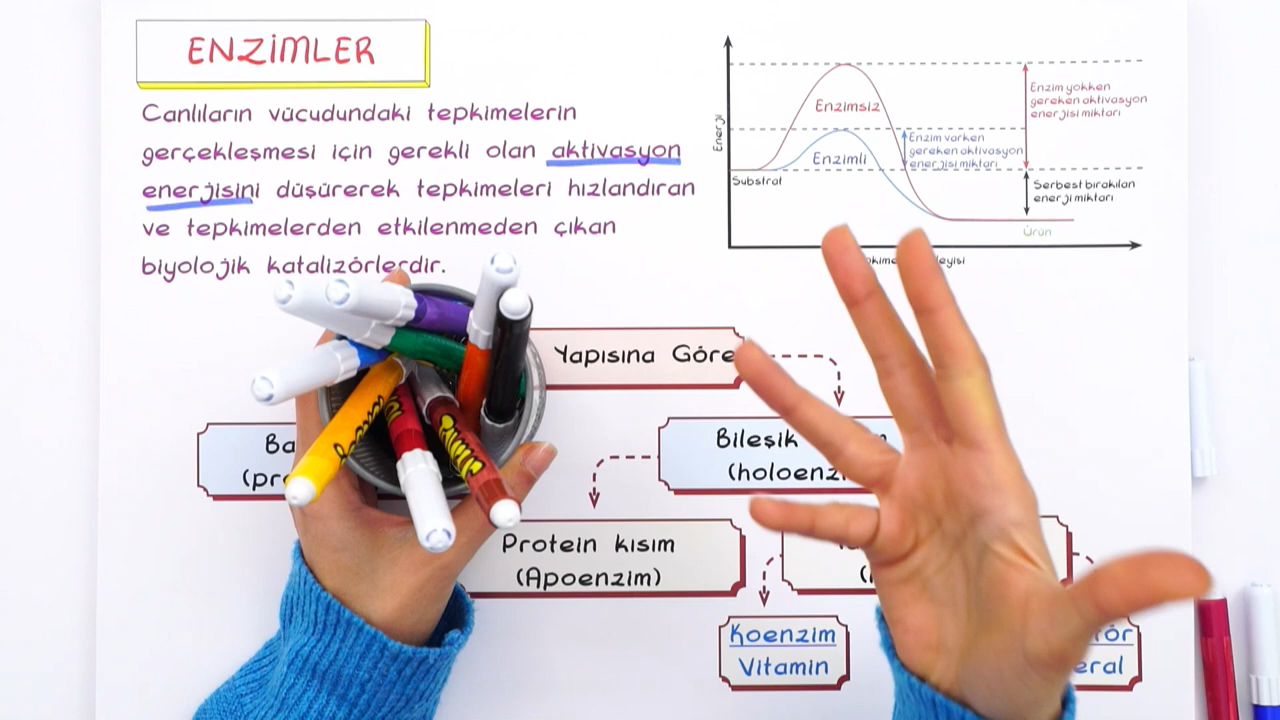 ENZİMLER
Canlıların vücudundaki tepkimelerin
gerçekleşmesi için gerekli olan aktivasyon
enerjisini düşürerek tepkimeleri hızlandıran
ve tepkimelerden etkilenmeden çıkan
biyolojik katalizörlerdir.
Enerji
Enzimsiz
Enzimli
Substrat
Enzim yokken
gereken aktivasyon
enerjisi miktarı
Enzim varken
gereken aktivasyon
enerjisi miktarı
Serbest bırakılan
enerji miktarı
Ürün
Yapısına Göre
Bileşik
(holoenz
Protein kısım
(Apoenzim)
Koenzim
Vitamin